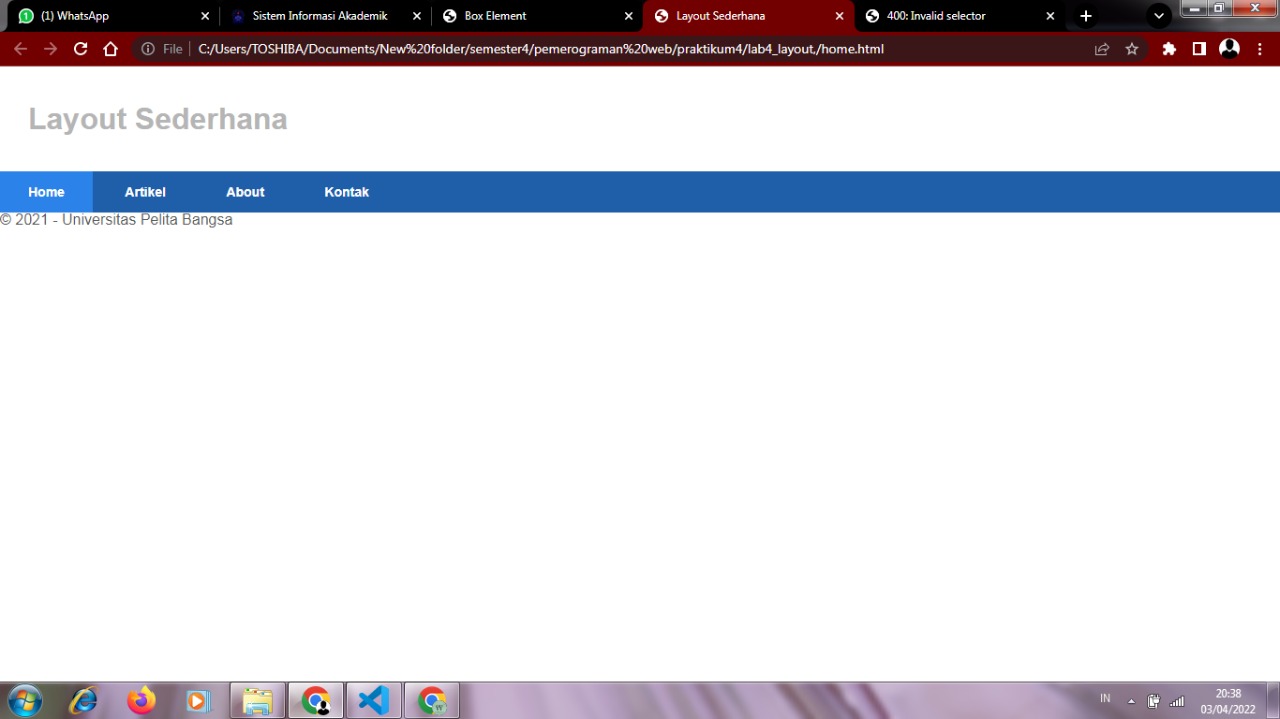 (1) WhatsApp
Sistem Informasi Akademik
Box Element
Layout Sederhana
400: Invalid selector
File
C:/Users/TOSHIBA/Documents/New%20folder/semester4/pemerograman%20web/praktikum4/lab4_layout,/home.html
Layout Sederhana
Home Artikel About Kontak
© 2021 - Universitas Pelita Bangsa
IN
20:38
03/04/2022